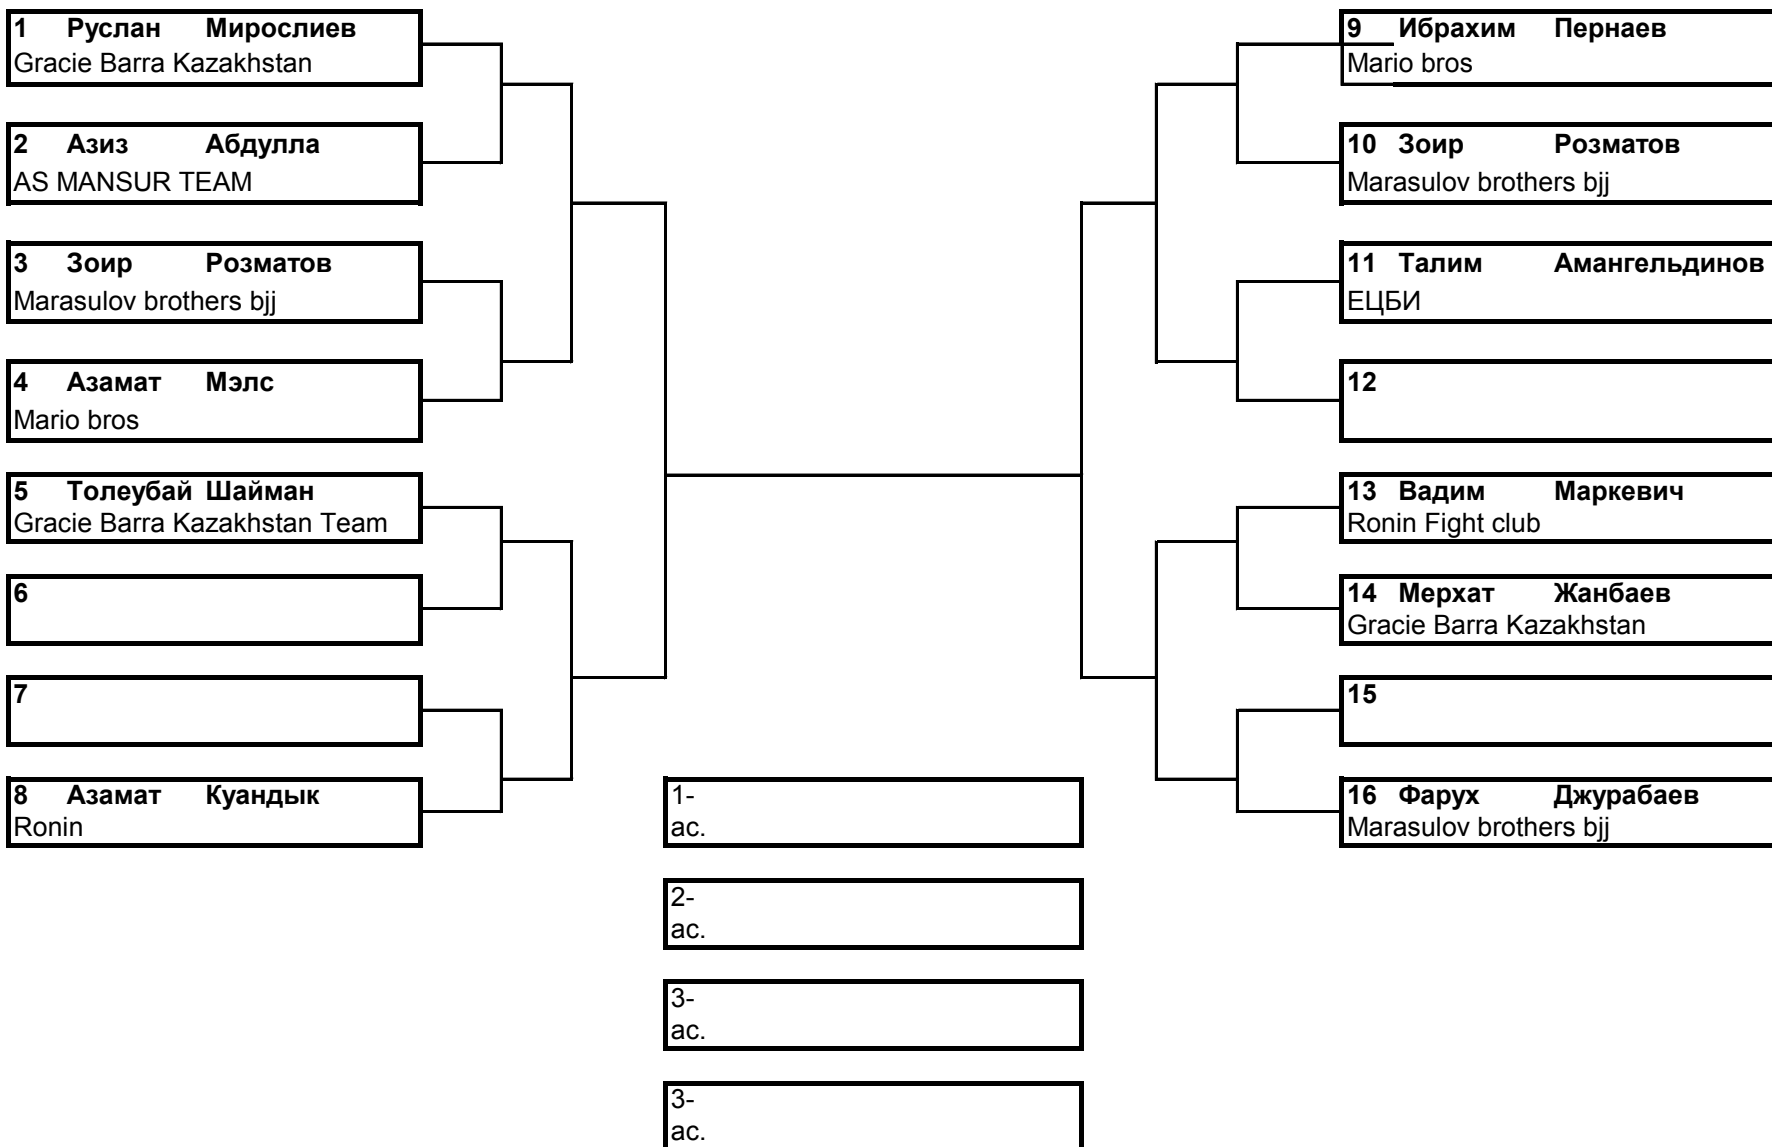 1 Руслан Мирослиев
Gracie Barra Kazakhstan
2 Азиз Абдулла
AS MANSUR TEAM
3 Зоир Розматов
Marasulov brothers bjj
4 Азамат Мэлс
Mario bros
5 Толеубай Шайман
Gracie Barra Kazakhstan Team
6
7
8 Азамат Куандык
Ronin
1-
ас.
2-
ас.
3-
ас.
3-
ас.
9 Ибрахим Пернаев
Mario bros
10 Зоир Розматов
Marasulov brothers bjj
11 Талим Амангельдинов
ЕЦБИ
12
13 Вадим Маркевич
Ronin Fight club
14 Мерхат Жанбаев
Gracie Barra Kazakhstan
15
16 Фарух Джурабаев
Marasulov brothers bjj